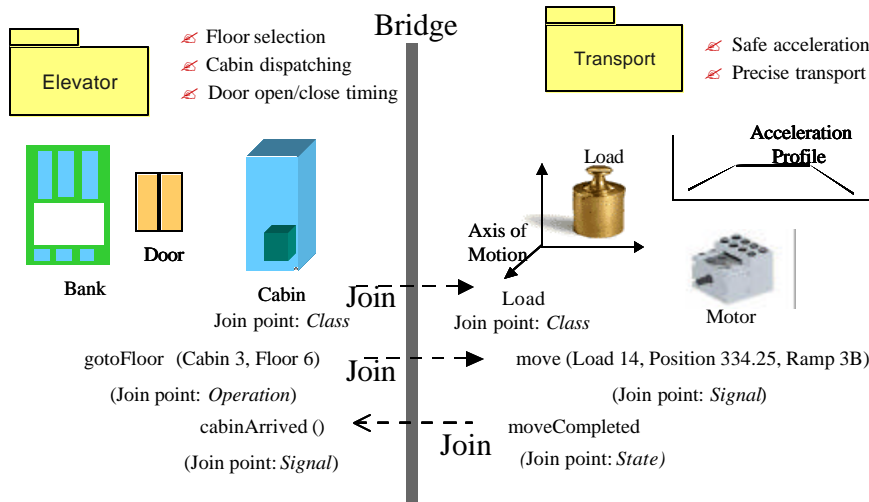 Bridge
Elevator
Floor selection
Cabin dispatching
Door open/close timing
Transport
Safe acceleration
Precise transport
Bank
Door
Cabin
Join point: Class
Load
Axis of
Motion
Load
Join point: Class
Acceleration
Profile
Motor
Join
gotoFloor (Cabin 3, Floor 6)
(Join point: Operation)
Join
move (Load 14, Position 334.25, Ramp 3B)
(Join point: Signal)
cabinArrived ()
(Join point: Signal)
Join
moveCompleted
(Join point: State)